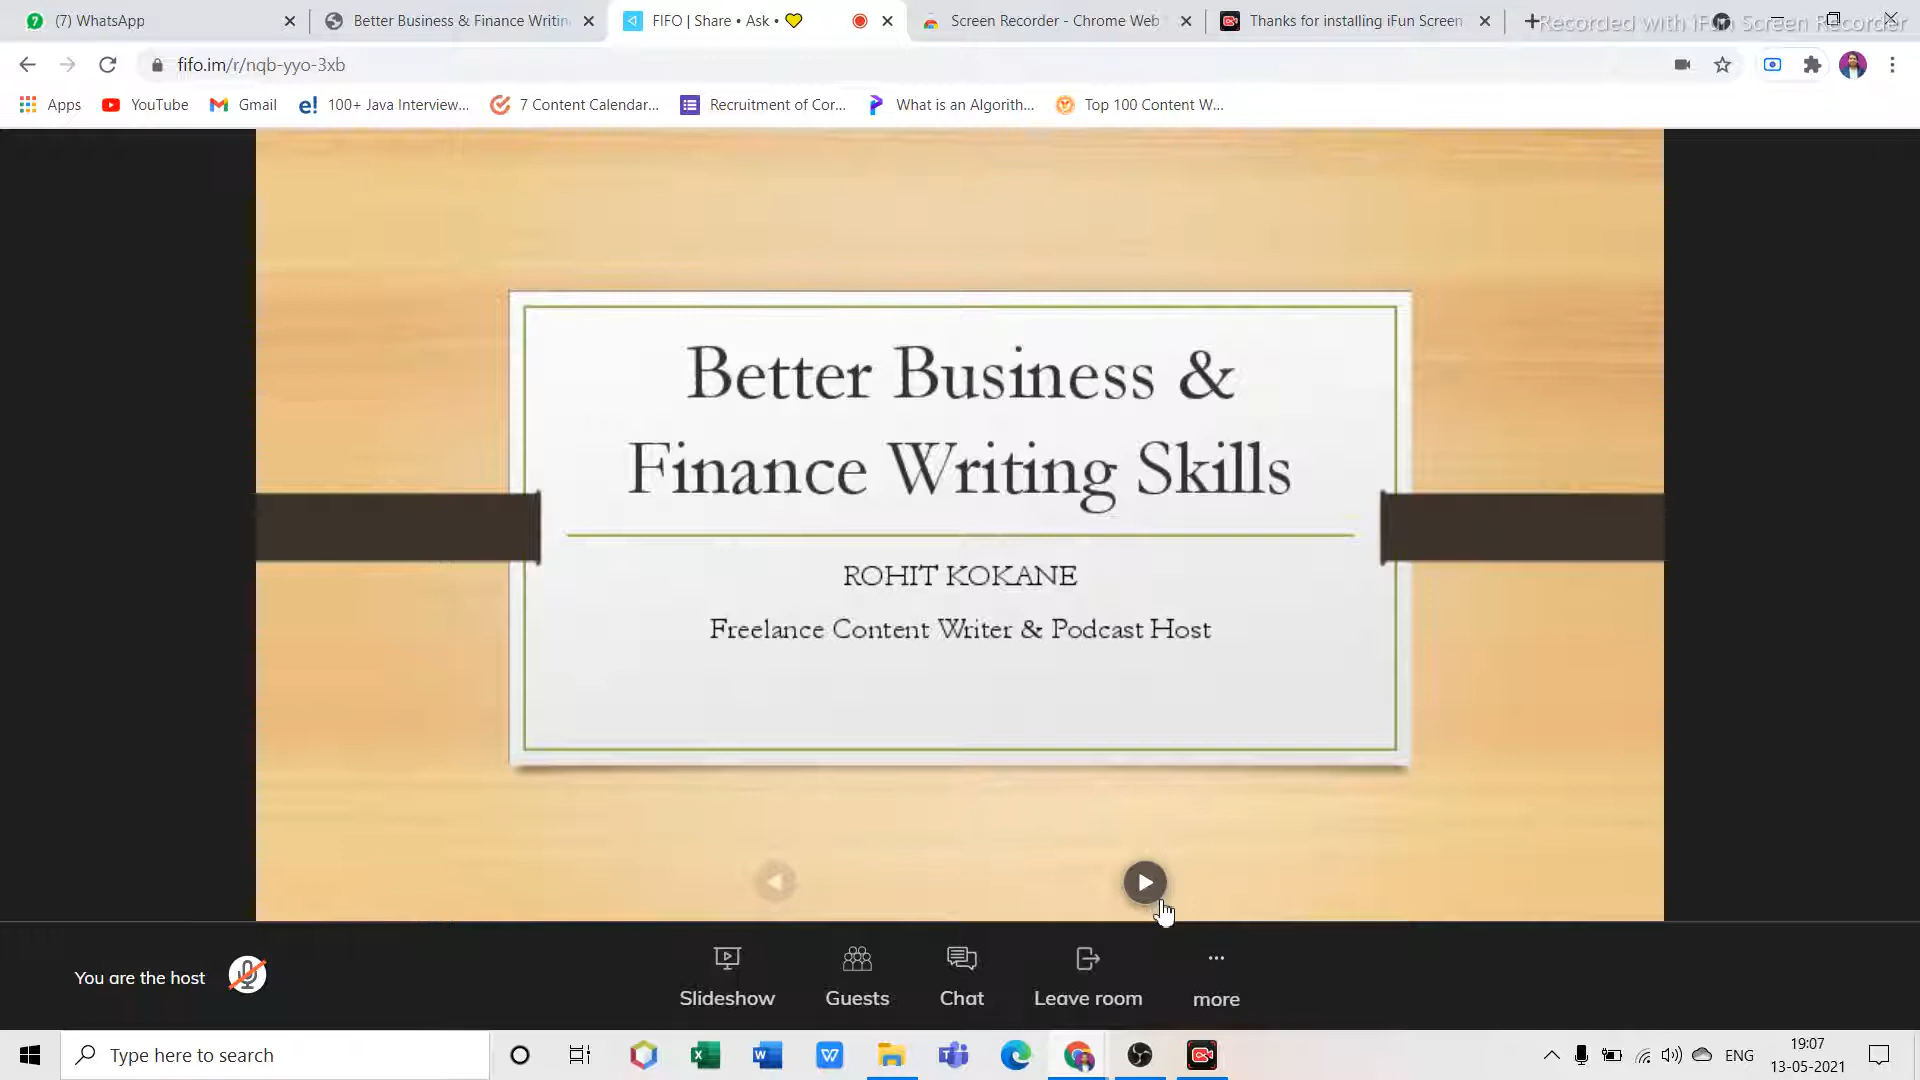 (7) WhatsApp
Better Business & Finance Writin
FIFO | Share • Ask •
Screen Recorder - Chrome Web
Thanks for installing iFun Screen
Recorded with iFun Screen Recorder
fifo.im/r/nqb-yyo-3xb
Apps
YouTube
Gmail
100+ Java Interview...
7 Content Calendar...
Recruitment of Cor...
What is an Algorith...
Top 100 Content W...
Better Business &
Finance Writing Skills
ROHIT KOKANE
Freelance Content Writer & Podcast Host
You are the host
Slideshow
Guests
Chat
Leave room
more
Type here to search
ENG
19:07
13-05-2021